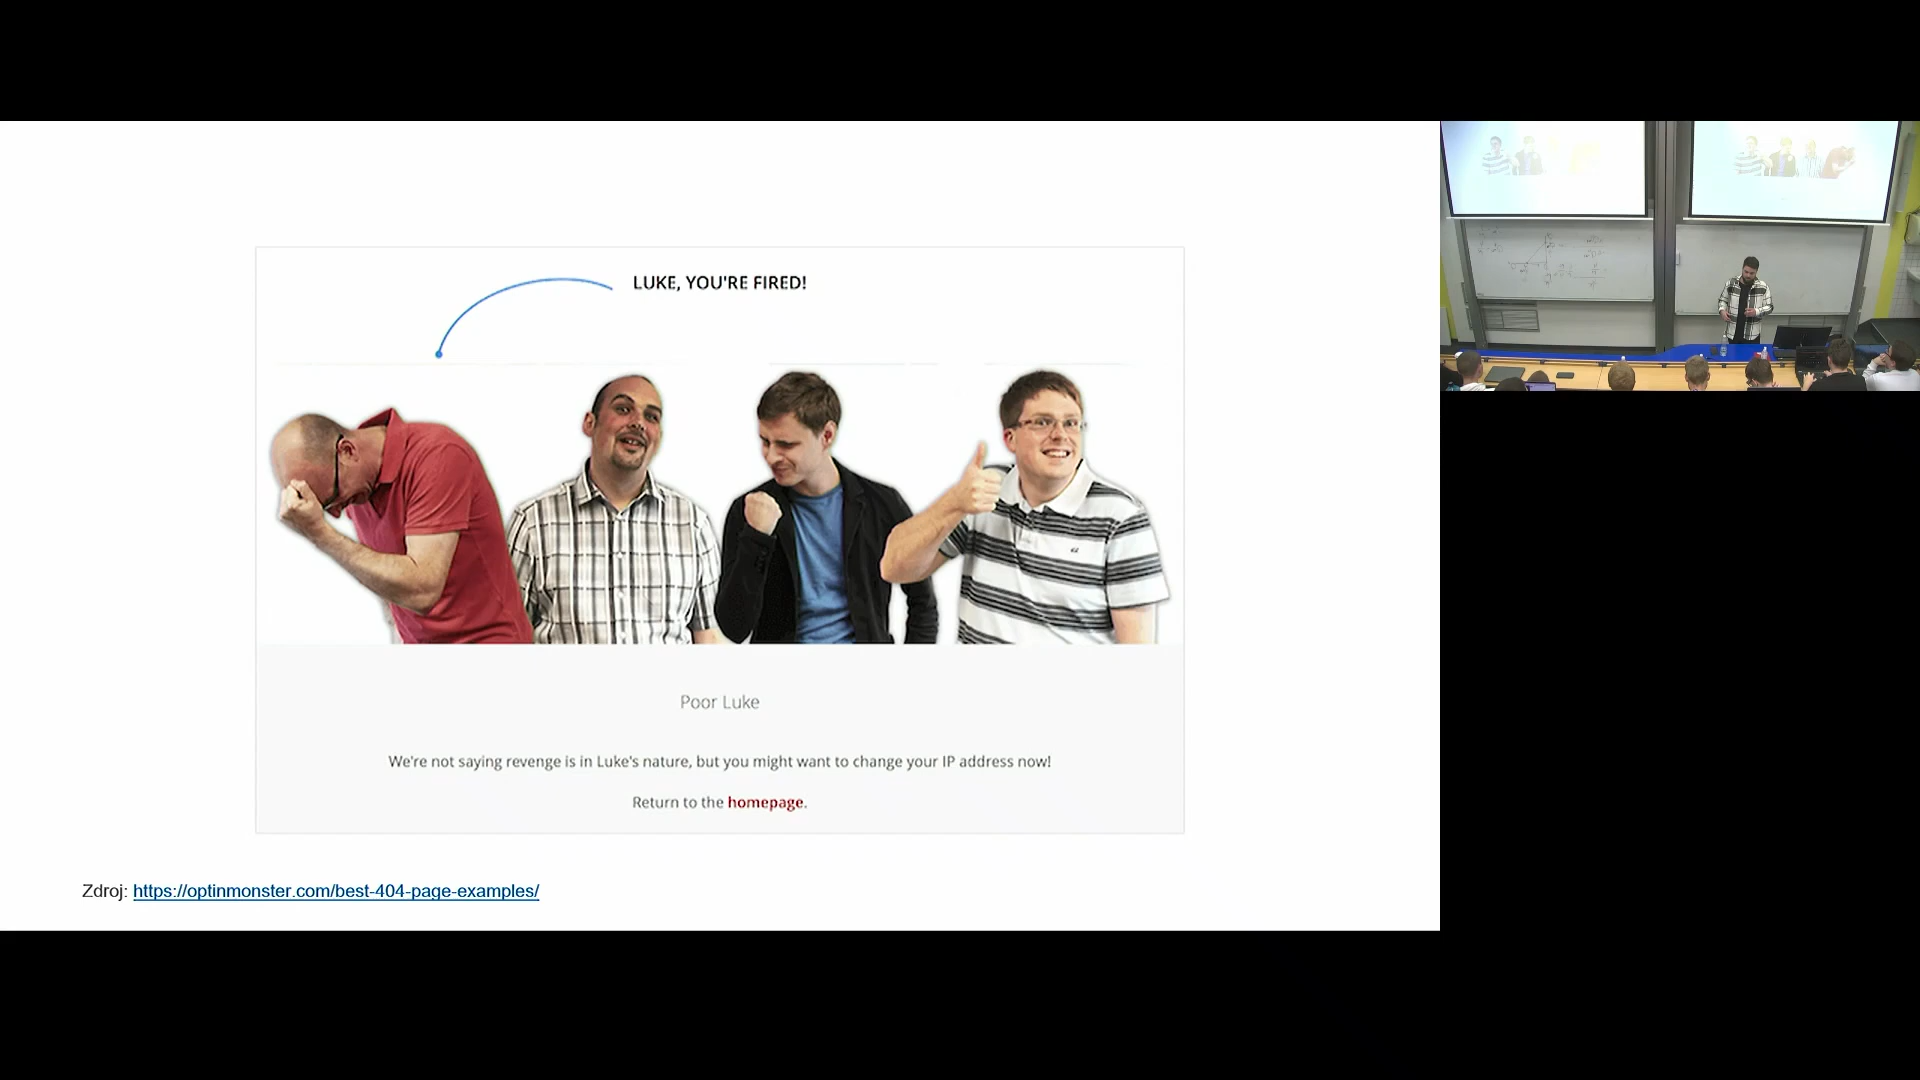 LUKE, YOU'RE FIRED!
Poor Luke
We're not saying revenge is in Luke's nature, but you might want to change your IP address now!
Return to the homepage.
Zdroj: https://optinmonster.com/best-404-page-examples/